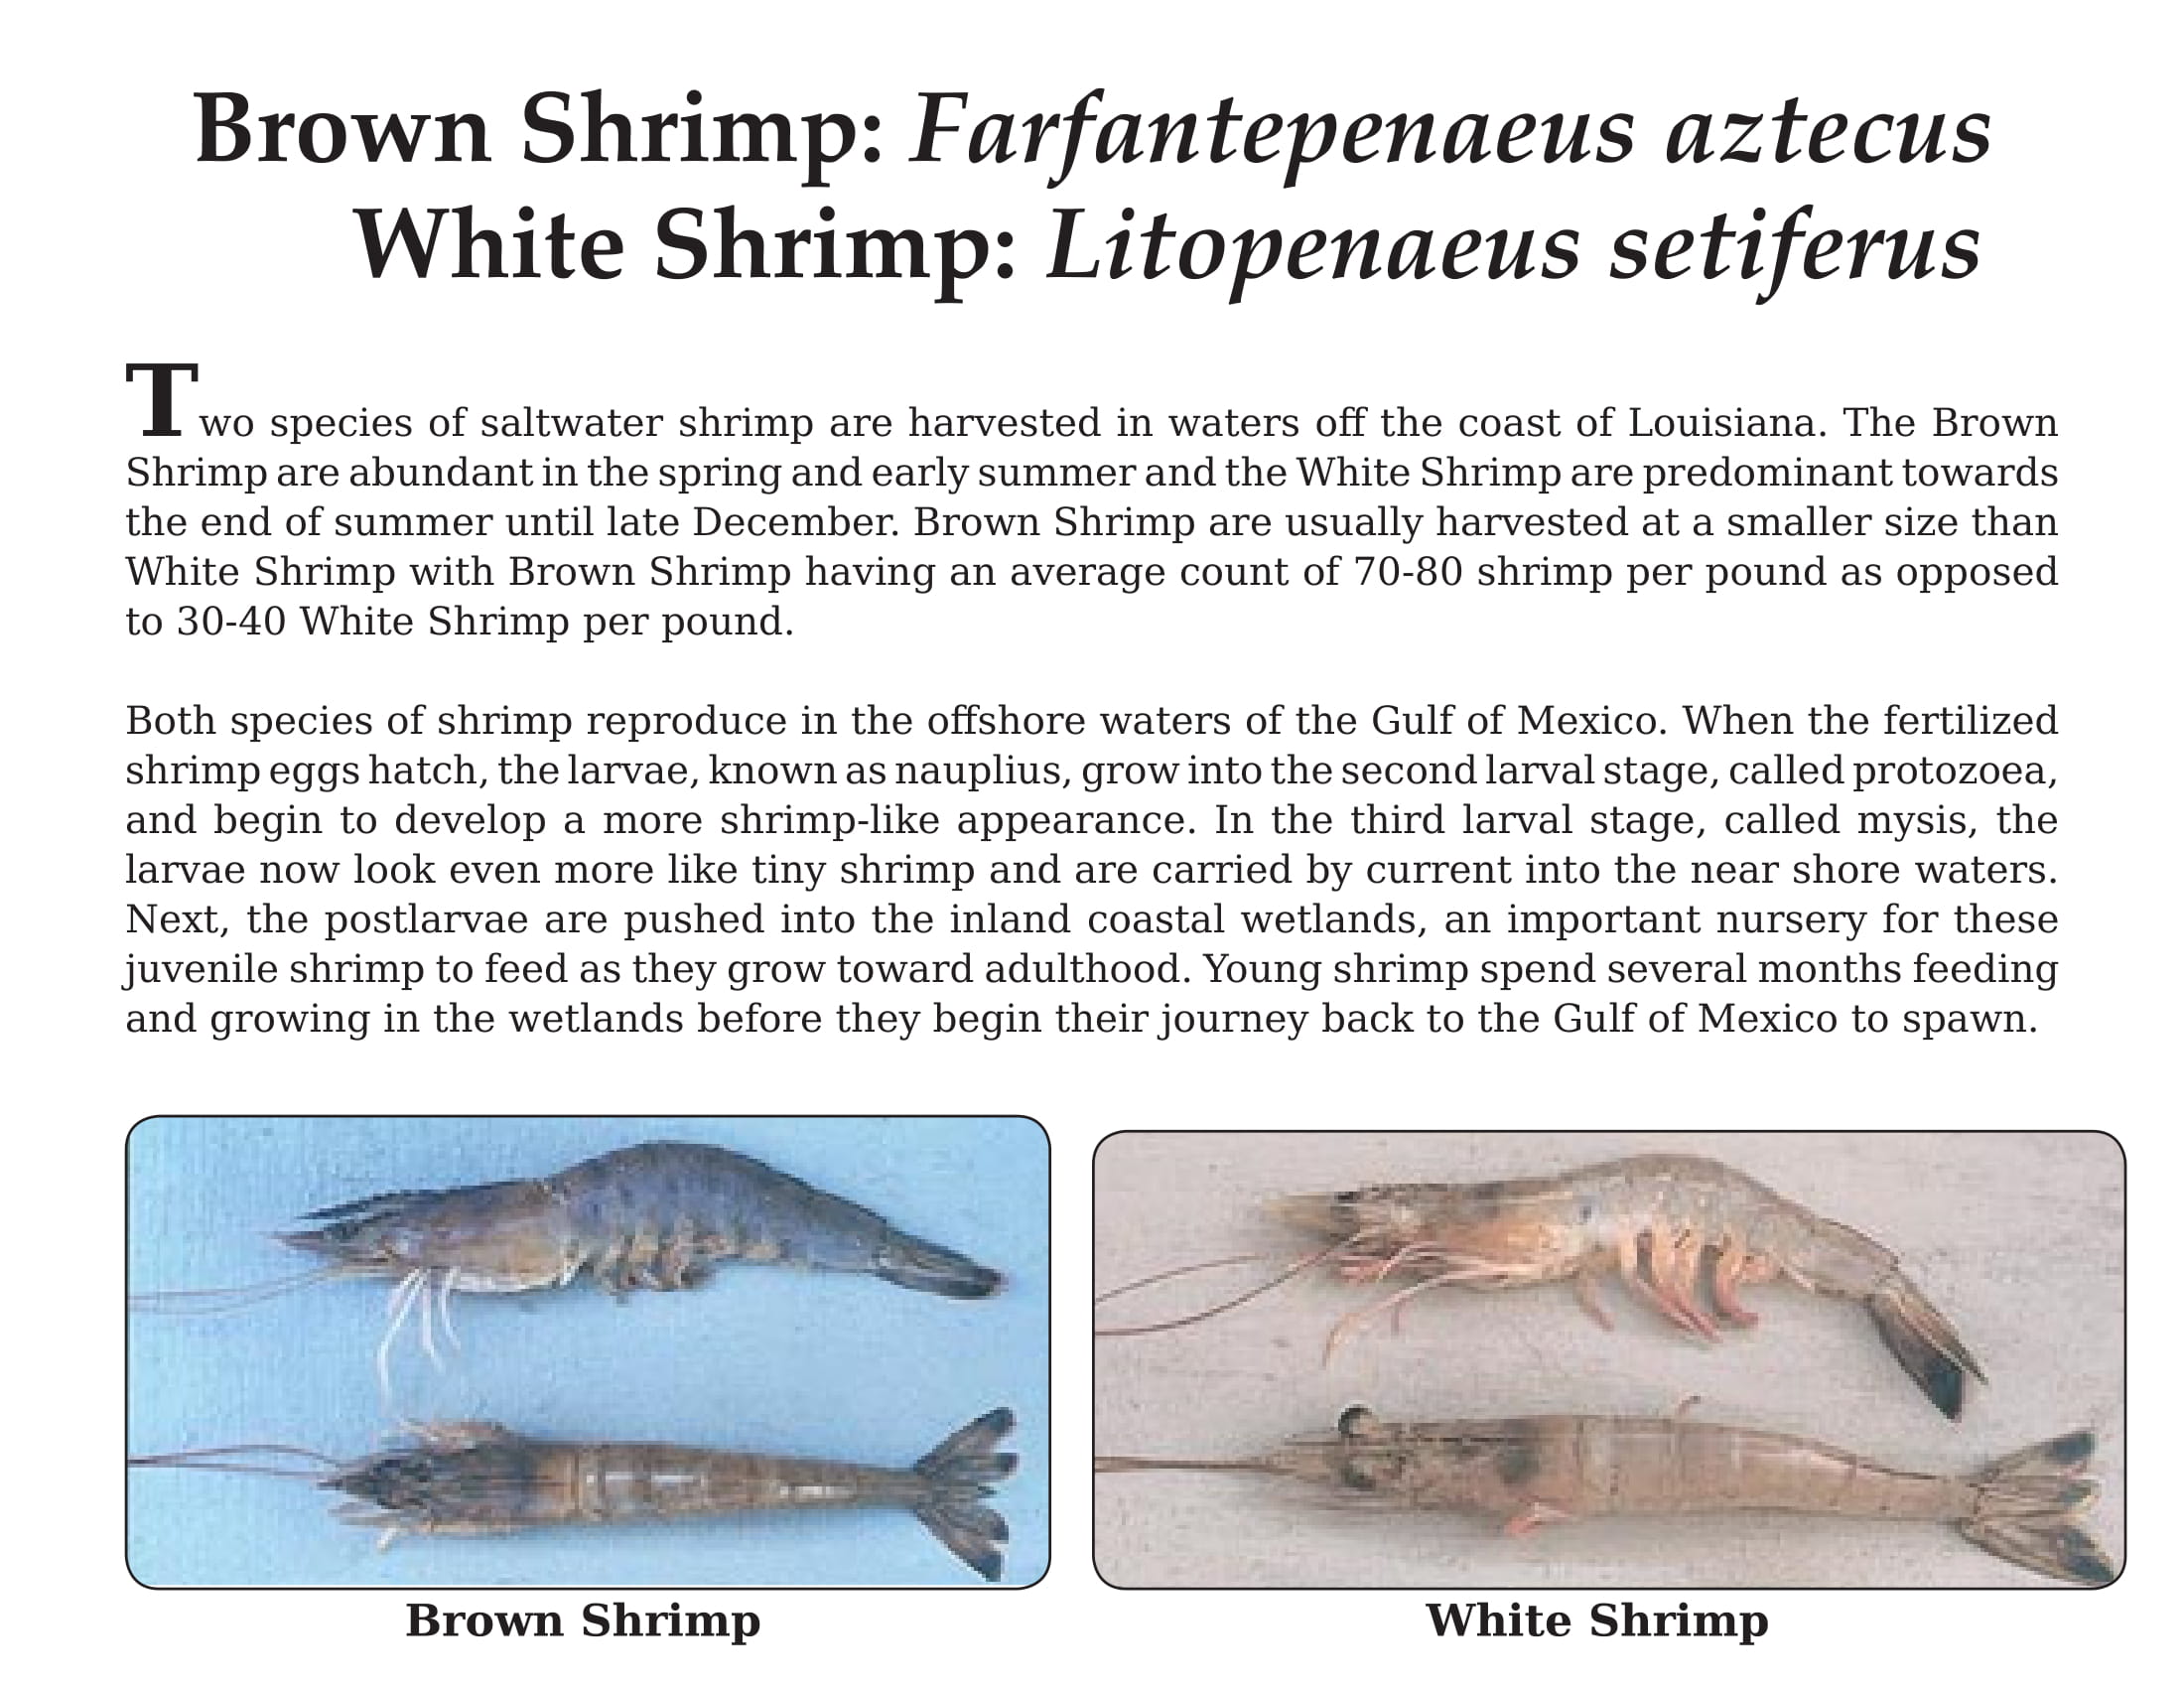 Brown Shrimp: Farfantepenaeus aztecus
White Shrimp: Litopenaeus setiferus
Two species of saltwater shrimp are harvested in waters off the coast of Louisiana. The Brown
Shrimp are abundant in the spring and early summer and the White Shrimp are predominant towards
the end of summer until late December. Brown Shrimp are usually harvested at a smaller size than
White Shrimp with Brown Shrimp having an average count of 70-80 shrimp per pound as opposed
to 30-40 White Shrimp per pound.
Both species of shrimp reproduce in the offshore waters of the Gulf of Mexico. When the fertilized
shrimp eggs hatch, the larvae, known as nauplius, grow into the second larval stage, called protozoea,
and begin to develop a more shrimp-like appearance. In the third larval stage, called mysis, the
larvae now look even more like tiny shrimp and are carried by current into the near shore waters.
Next, the postlarvae are pushed into the inland coastal wetlands, an important nursery for these
juvenile shrimp to feed as they grow toward adulthood. Young shrimp spend several months feeding
and growing in the wetlands before they begin their journey back to the Gulf of Mexico to spawn.
Brown Shrimp
White Shrimp